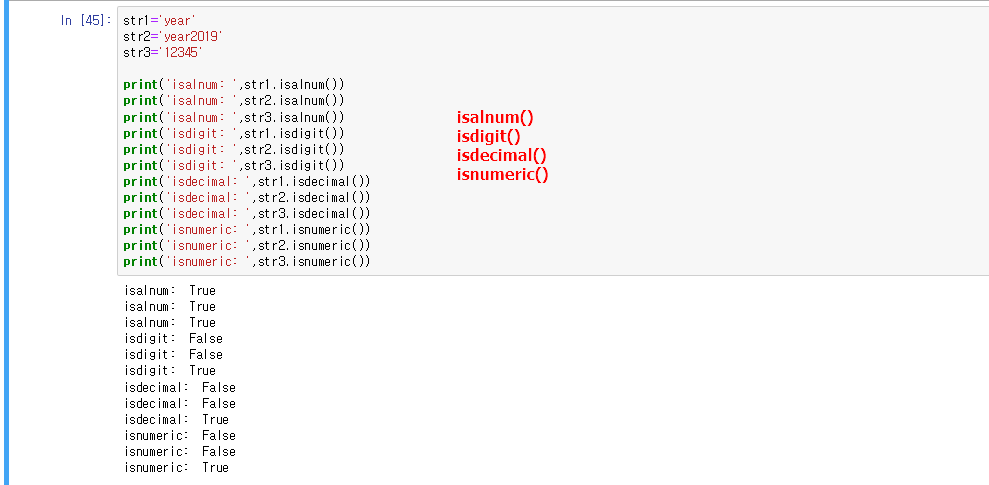 In [45]:
str1='year'
str2='year2019'
str3='12345'
print('isalnum: ',str1.isalnum())
print('isalnum: ',str2.isalnum())
print('isalnum: ',str3.isalnum())
print('isdigit: ',str1.isdigit())
print('isdigit: ',str2.isdigit())
print('isdigit: ',str3.isdigit())
print('isdecimal: ',str1.isdecimal())
print('isdecimal: ',str2.isdecimal())
print('isdecimal: ',str3.isdecimal())
print('isnumeric: ',str1.isnumeric())
print('isnumeric: ',str2.isnumeric())
print('isnumeric: ',str3.isnumeric())
isalnum()
isdigit()
isdecimal()
isnumeric()
isalnum:  True
isalnum:  True
isalnum:  True
isdigit:  False
isdigit:  False
isdigit:  True
isdecimal:  False
isdecimal:  False
isdecimal:  True
isnumeric:  False
isnumeric:  False
isnumeric:  True